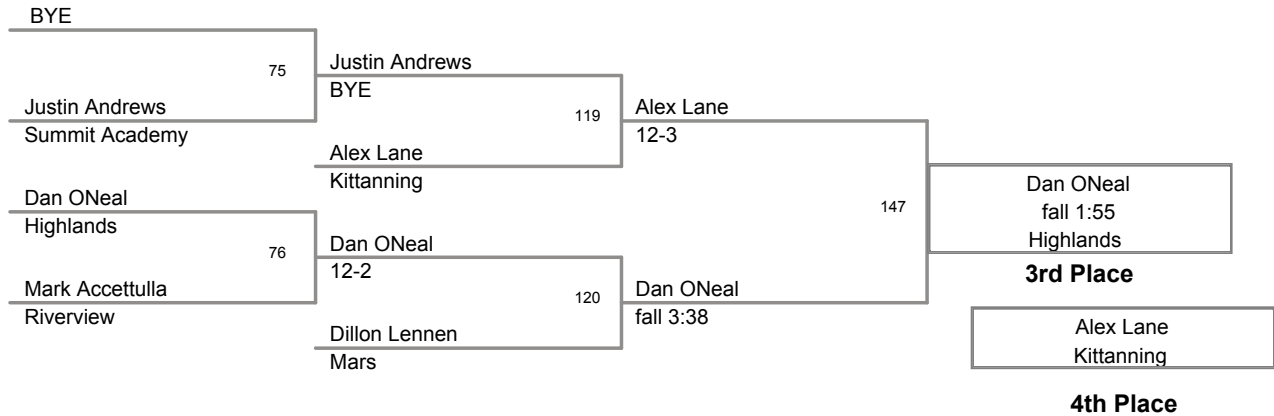 BYE
75
Justin Andrews
Summit Academy
Dan ONeal
Highlands
76
Mark Accettulla
Riverview
Justin Andrews
BYE
119
Alex Lane
Kittanning
Dan ONeal
12-2
120
Dillon Lennen
Mars
Alex Lane
12-3
147
Dan ONeal
fall 3:38
Dan ONeal
fall 1:55
Highlands
3rd Place
Alex Lane
Kittanning
4th Place